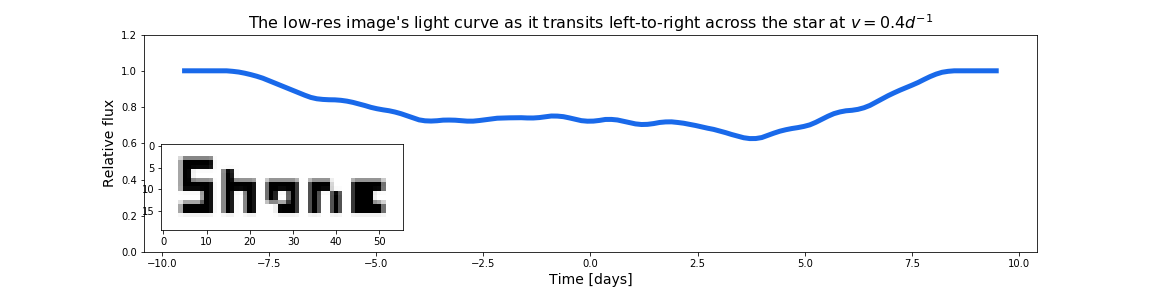 The low-res image's light curve as it transits left-to-right across the star at v = 0.4d⁻¹
1.2
1.0
0.8
0.6
0.4
0.2
0.0
Relative flux
0
5
10
15
Shane
0 10 20 30 40 50
−10.0 −7.5 −5.0 −2.5 0.0 2.5 5.0 7.5 10.0
Time [days]